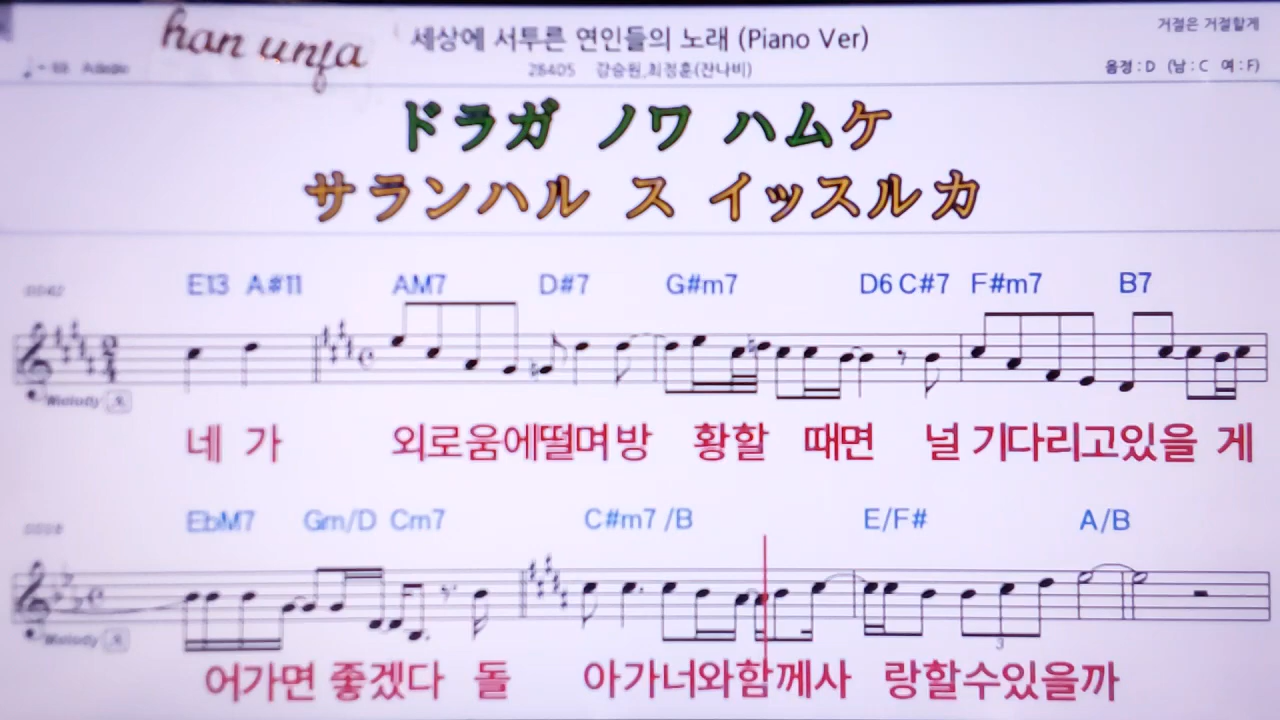 han unfa
세상에 서투른 연인들의 노래 (Piano Ver)
거절은 거절할게
28405 강승원,최정훈(잔나비)
음정 : D (남 : C 여 : F)
ドラガ ノワ ハムケ
サランハル ス イッスルカ
E13 A#11 AM7 D#7 G#m7 D6 C#7 F#m7 B7
Melody
네 가 외로움에떨며방 황할 때면 널 기다리고있을 게
EbM7 Gm/D Cm7 C#m7 /B E/F# A/B
3
Melody
어가면 좋겠다 돌 아가너와함께사 랑할수있을까